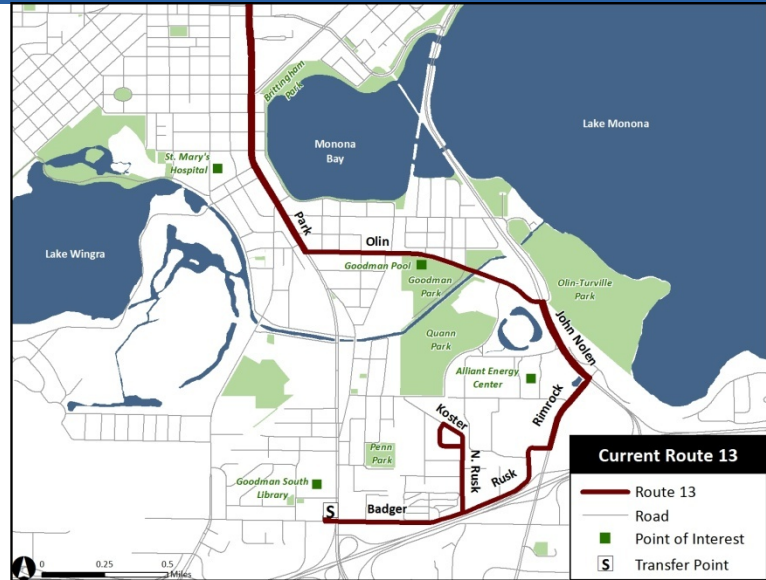 Brittingham
Park
Monona
Bay
Lake Monona
St. Mary's
Hospital
Park
Olin
Lake Wingra
Goodman Pool
Goodman
Park
Olin-Turville
Park
Quann
Park
John Nolen
Alliant Energy
Center
Rimrock
Koster
Penn
Park
N. Rusk
Rusk
Goodman South
Library
S
Badger
Current Route 13
Route 13
Road
Point of Interest
S Transfer Point
0 0.25 0.5
Miles